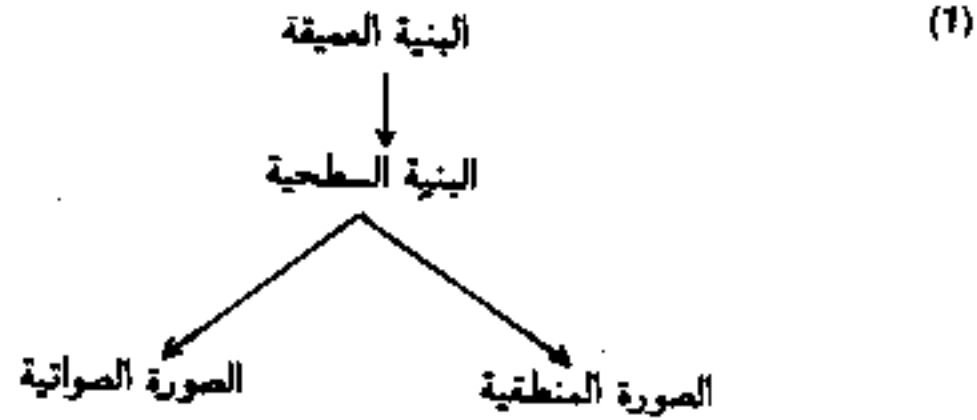 (1)
البنية العميقة
البنية السطحية
الصورة المنطقية
الصورة الصواتية